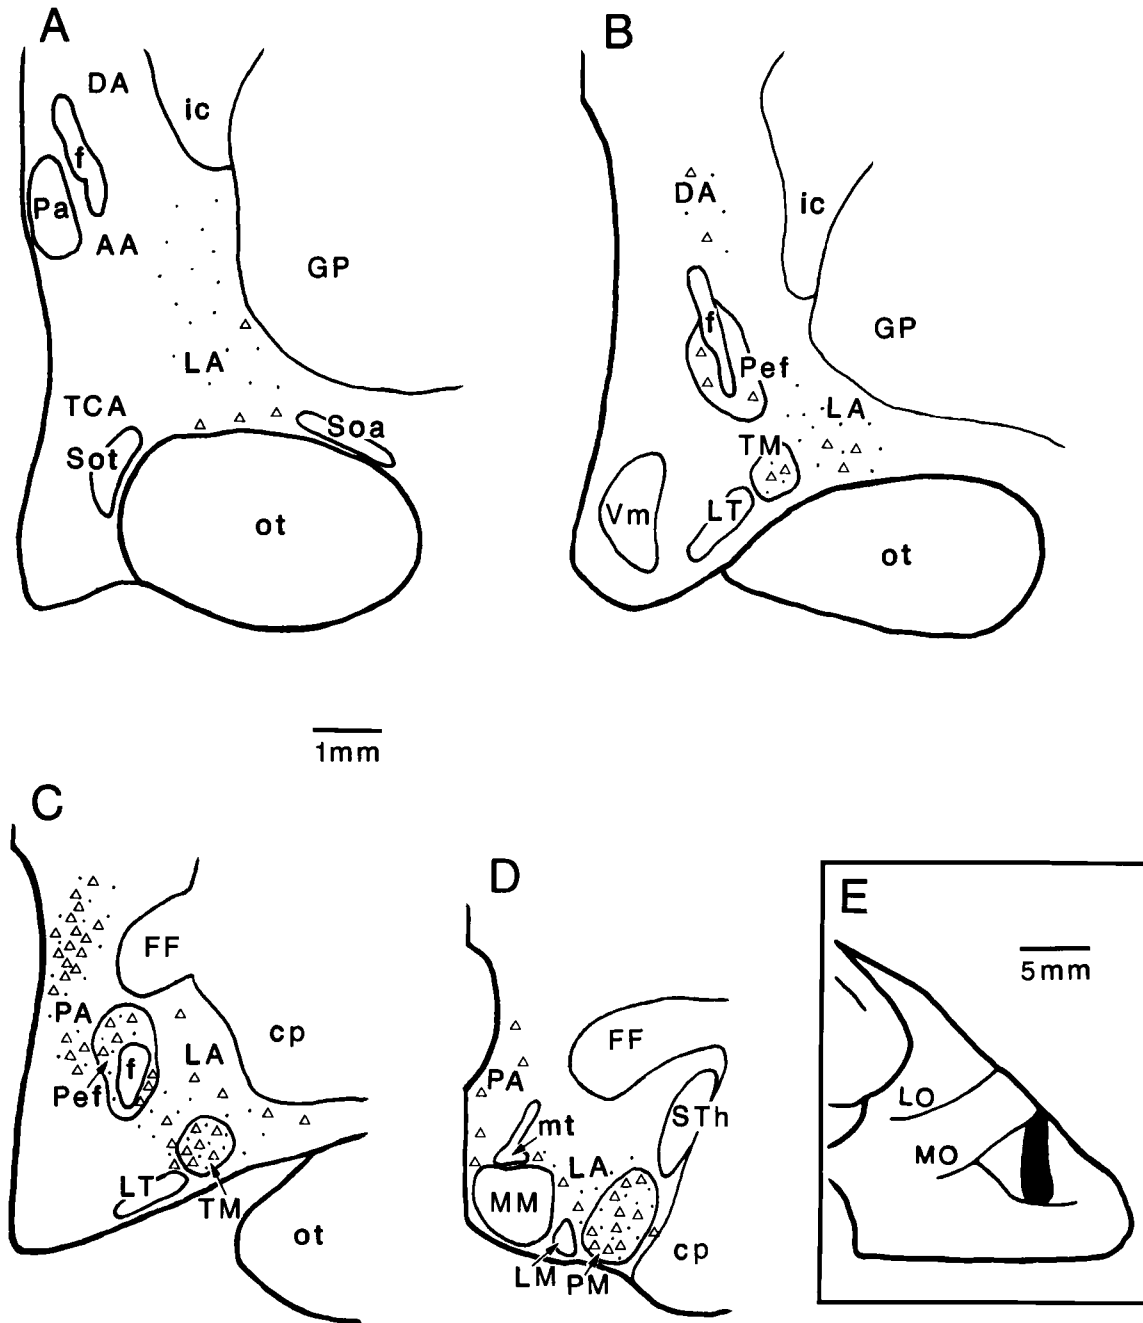 A
DA
ic
f
Pa
AA
GP
LA
TCA
Soa
Sot
ot
B
DA
ic
f
GP
Pef
LA
TM
Vm
LT
ot
1mm
C
FF
PA
cp
LA
f
Pef
LT
TM
ot
D
FF
PA
STh
mt
LA
MM
cp
LM
PM
E
5mm
LO
MO